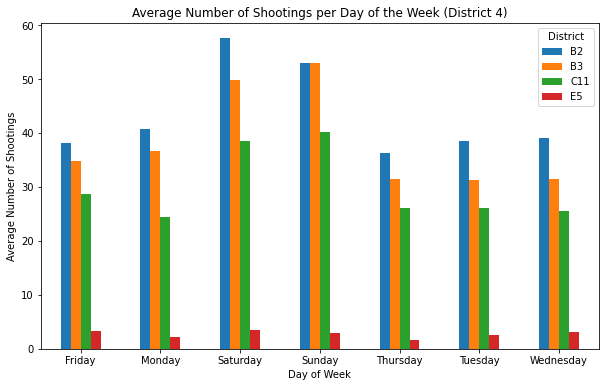 Average Number of Shootings per Day of the Week (District 4)
Average Number of Shootings
60
50
40
30
20
10
0
District
B2
B3
C11
E5
Friday Monday Saturday Sunday Thursday Tuesday Wednesday
Day of Week